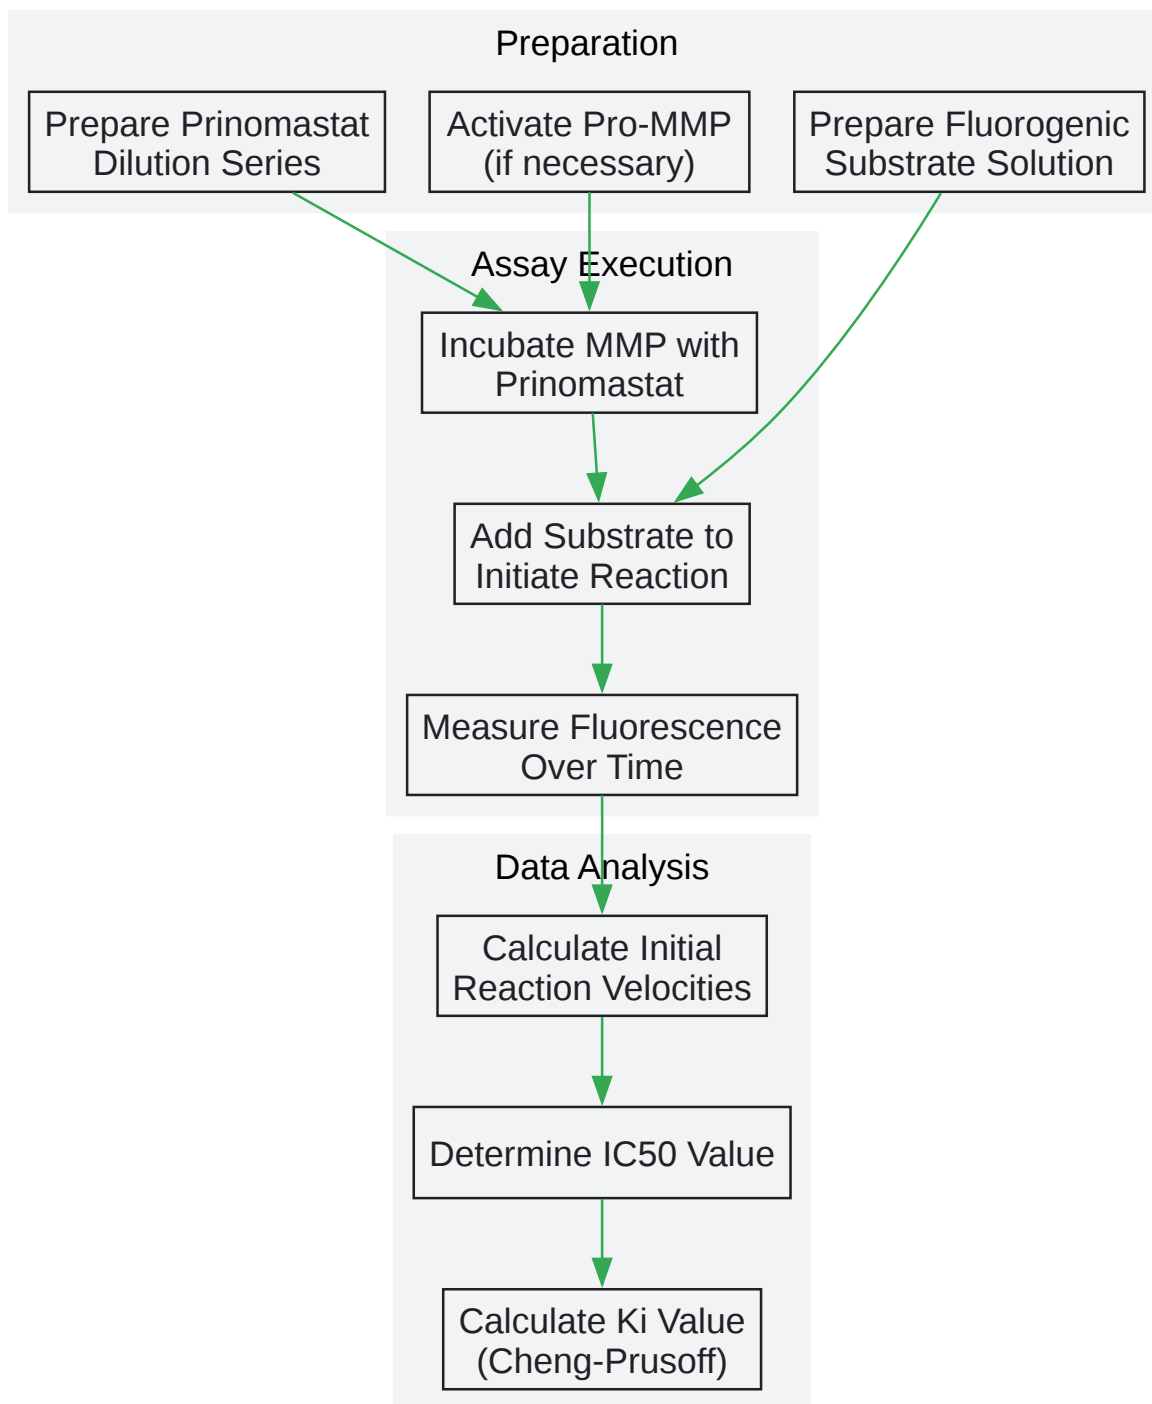 Preparation
Prepare Prinomastat
Dilution Series
Activate Pro-MMP
(if necessary)
Prepare Fluorogenic
Substrate Solution
Assay Execution
Incubate MMP with
Prinomastat
Add Substrate to
Initiate Reaction
Measure Fluorescence
Over Time
Data Analysis
Calculate Initial
Reaction Velocities
Determine IC50 Value
Calculate Ki Value
(Cheng-Prusoff)